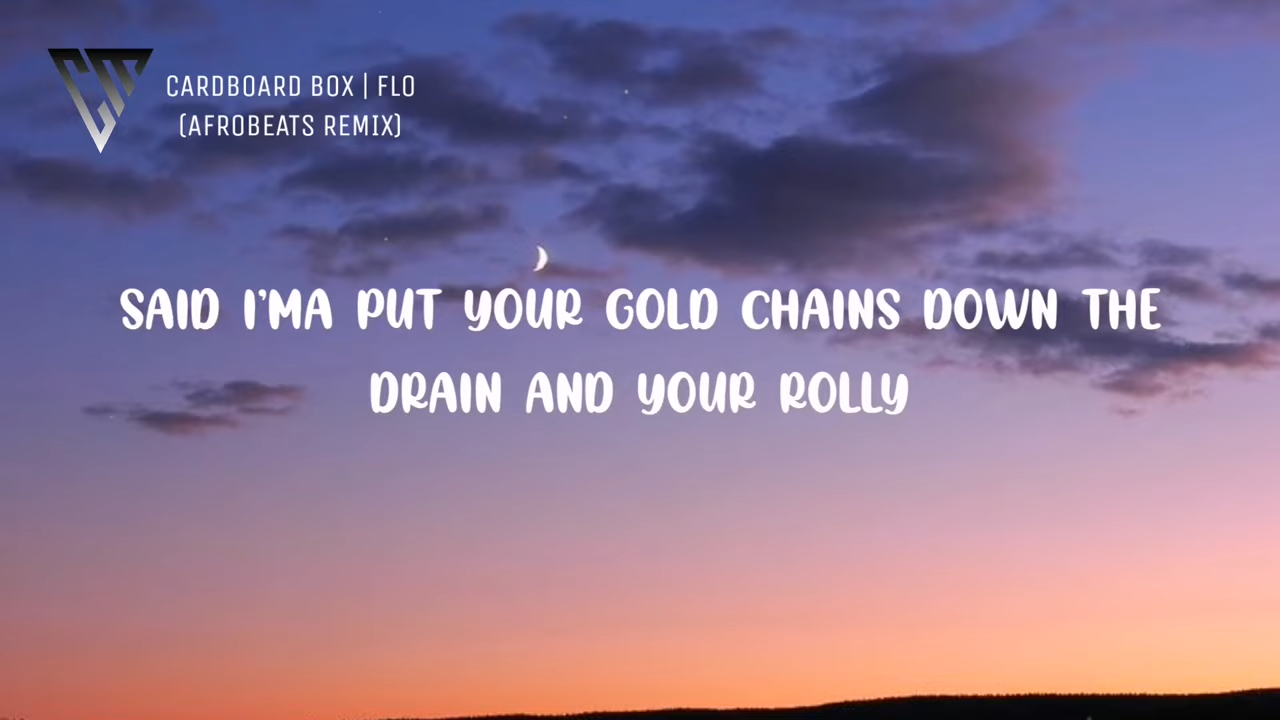 CARDBOARD BOX | FLO
(AFROBEATS REMIX)
SAID I'MA PUT YOUR GOLD CHAINS DOWN THE
DRAIN AND YOUR ROLLY